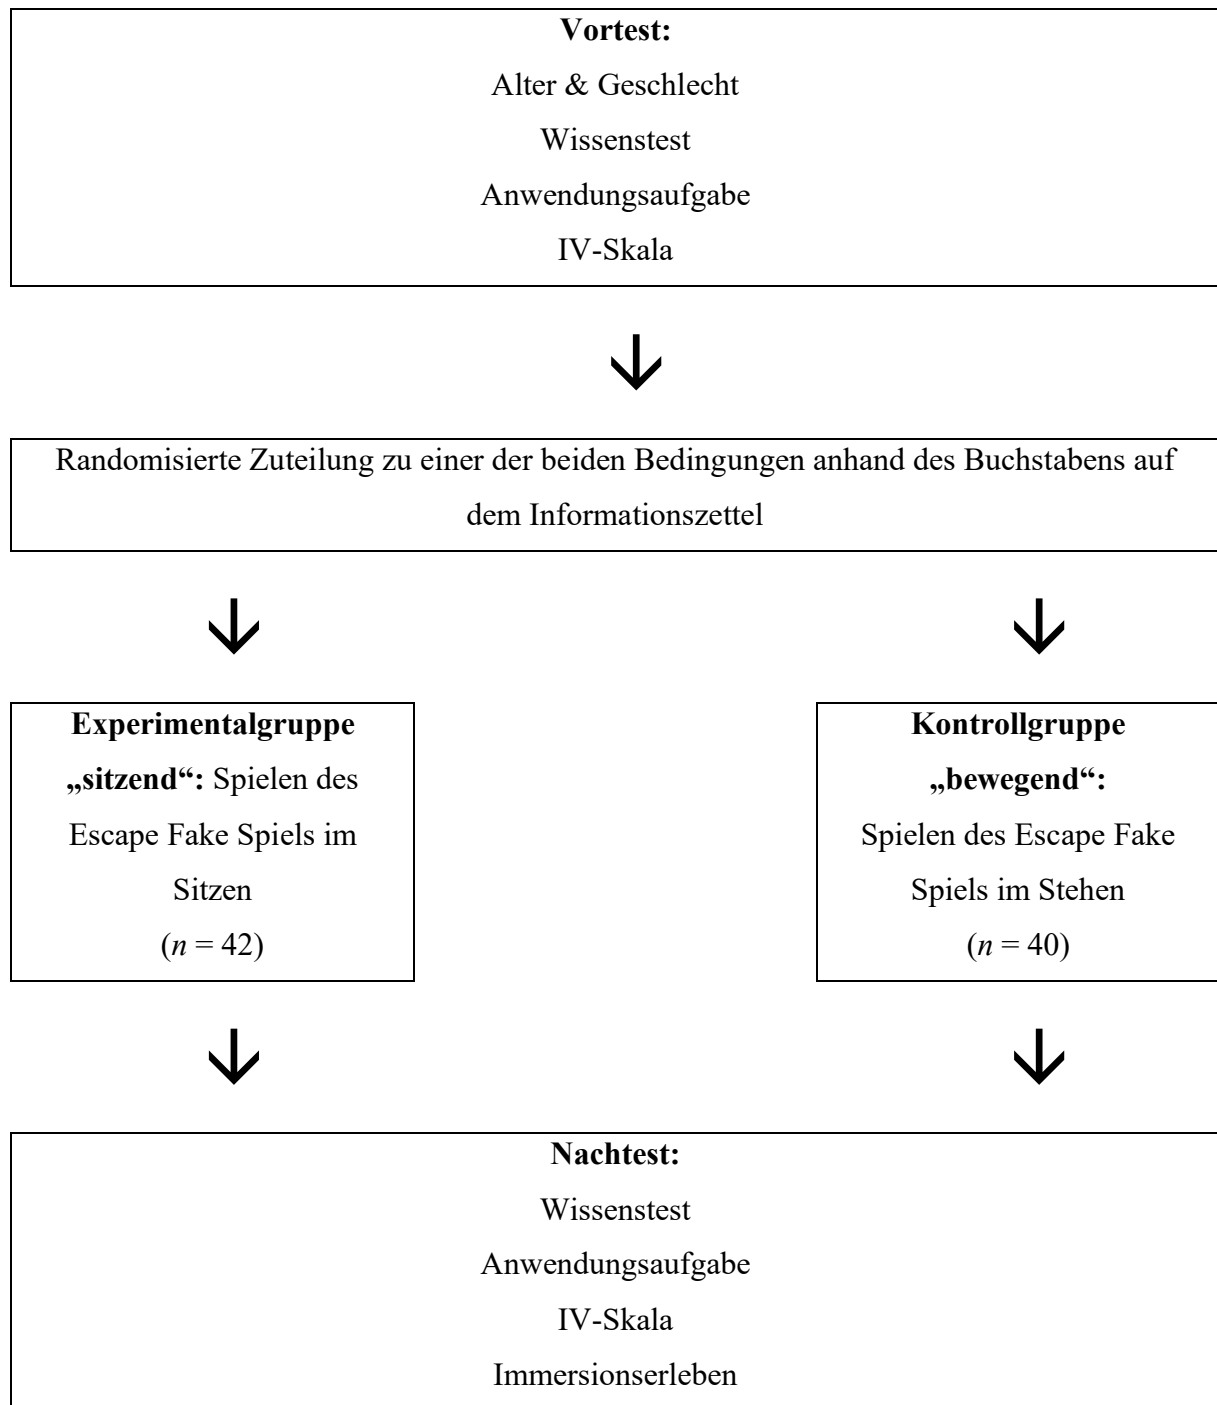 Vortest:
Alter & Geschlecht
Wissenstest
Anwendungsaufgabe
IV-Skala
Randomisierte Zuteilung zu einer der beiden Bedingungen anhand des Buchstabens auf
dem Informationszettel
Experimentalgruppe
„sitzend“: Spielen des
Escape Fake Spiels im
Sitzen
(n = 42)
Kontrollgruppe
„bewegend“:
Spielen des Escape Fake
Spiels im Stehen
(n = 40)
Nachtest:
Wissenstest
Anwendungsaufgabe
IV-Skala
Immersionserleben